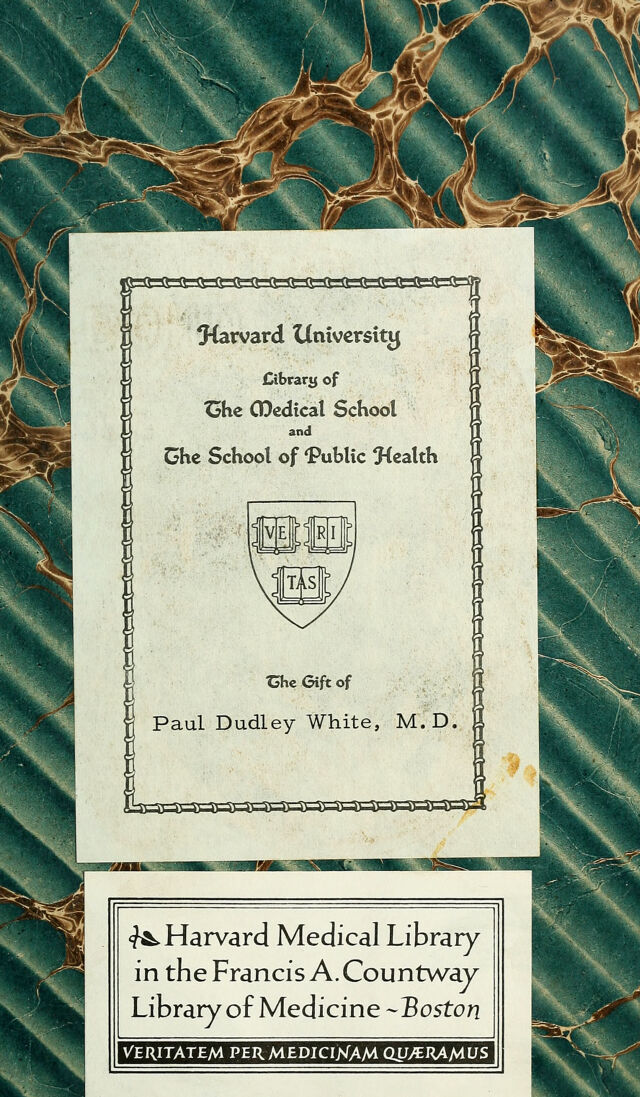 Harvard University
Library of
The Medical School
and
The School of Public Health
VE RI
TAS
The Gift of
Paul Dudley White, M.D.
Harvard Medical Library
in the Francis A. Countway
Library of Medicine ~ Boston
VERITATEM PER MEDICINAM QUÆRAMUS